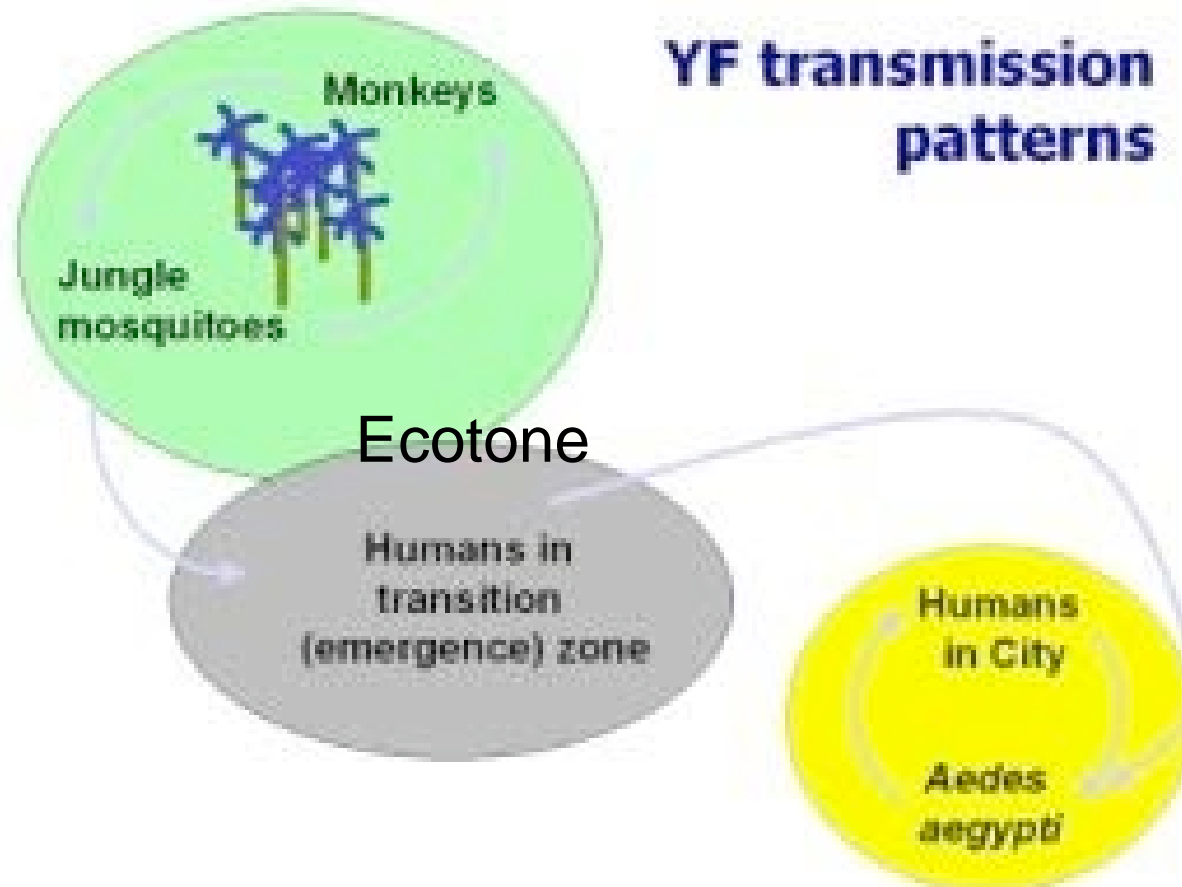 YF transmission
patterns
Monkeys
Jungle
mosquitoes
Ecotone
Humans in
transition
(emergence) zone
Humans
in City
Aedes
aegypti